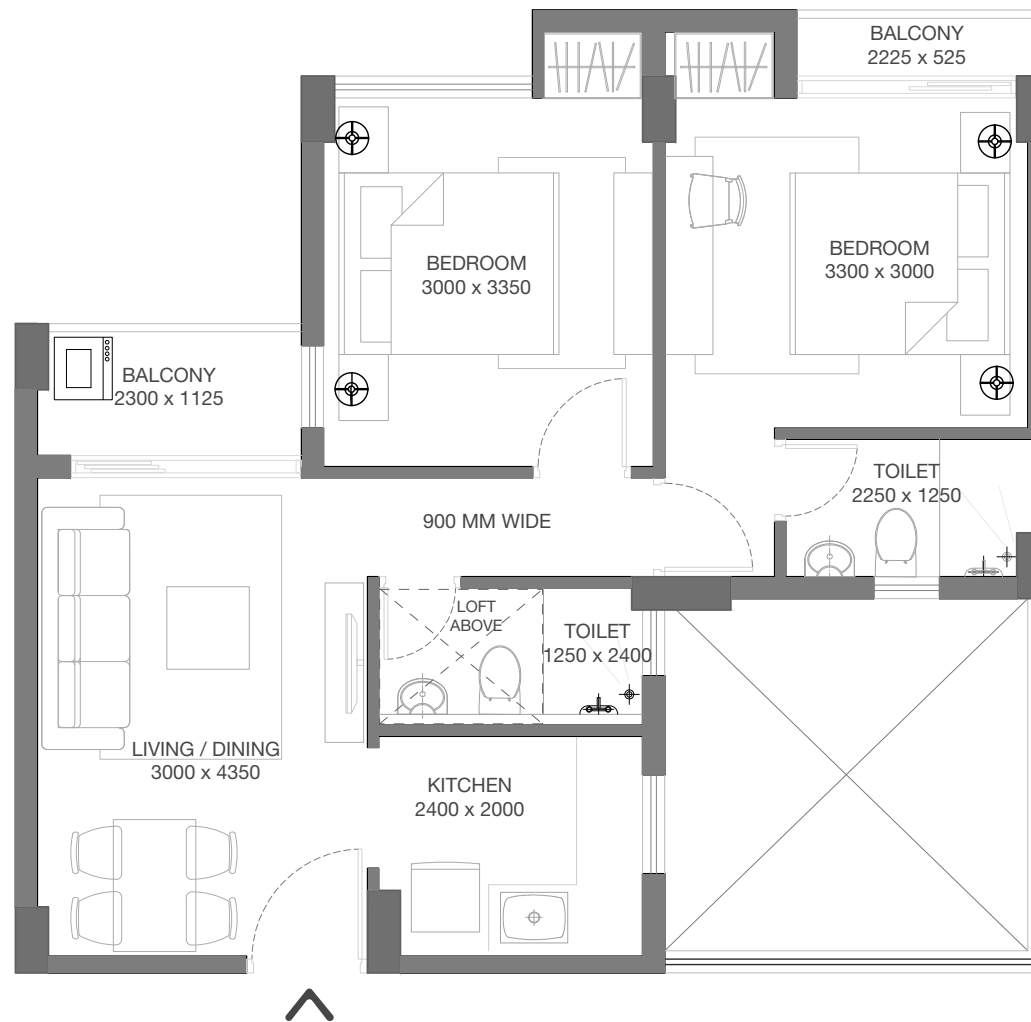 BALCONY
2225 x 525
BEDROOM
3000 x 3350
BEDROOM
3300 x 3000
BALCONY
2300 x 1125
TOILET
2250 x 1250
900 MM WIDE
LOFT
ABOVE
TOILET
1250 x 2400
LIVING / DINING
3000 x 4350
KITCHEN
2400 x 2000